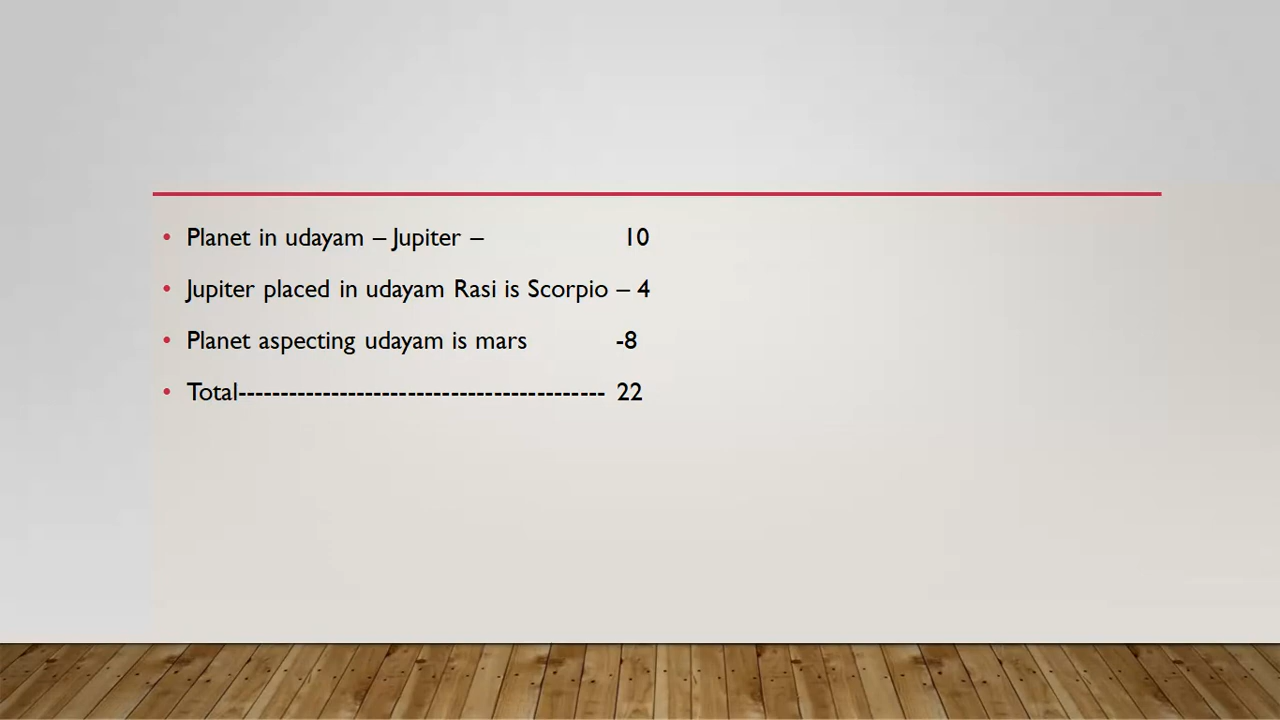 • Planet in udayam – Jupiter – 10
• Jupiter placed in udayam Rasi is Scorpio – 4
• Planet aspecting udayam is mars -8
• Total------------------------------------------- 22